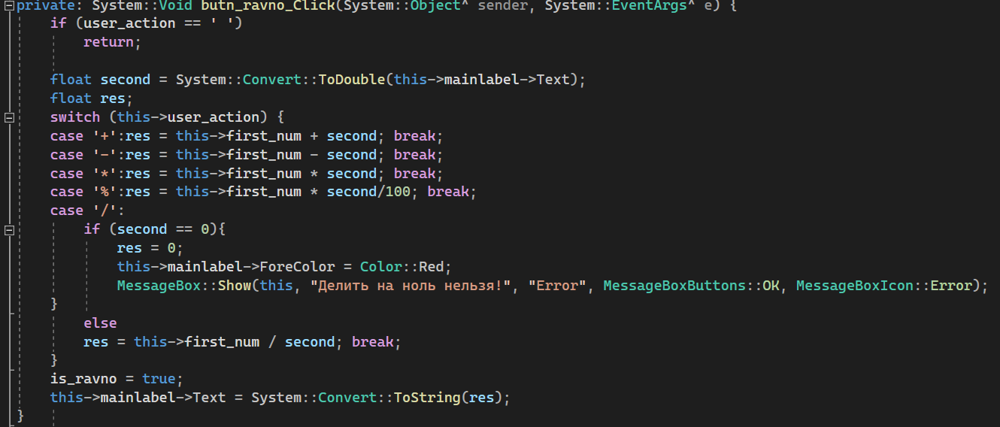 private: System::Void butn_ravno_Click(System::Object^ sender, System::EventArgs^ e) {
    if (user_action == ' ')
        return;

    float second = System::Convert::ToDouble(this->mainlabel->Text);
    float res;
    switch (this->user_action) {
    case '+':res = this->first_num + second; break;
    case '-':res = this->first_num - second; break;
    case '*':res = this->first_num * second; break;
    case '%':res = this->first_num * second/100; break;
    case '/':
        if (second == 0){
            res = 0;
            this->mainlabel->ForeColor = Color::Red;
            MessageBox::Show(this, "Делить на ноль нельзя!", "Error", MessageBoxButtons::OK, MessageBoxIcon::Error);
    }
        else
        res = this->first_num / second; break;
    }
    is_ravno = true;
    this->mainlabel->Text = System::Convert::ToString(res);
}